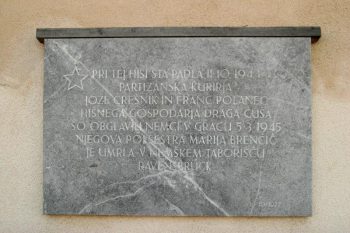 PRI TEJ HIŠI STA PADLA 11. 10. 1944
PARTIZANSKA KURIRJA
JOŽE ČREŠNIK IN FRANC POLANEC
HIŠNEGA GOSPODARJA DRAGA ČUŠA
SO OBGLAVILI NEMCI V GRACU 5. 3. 1945
NJEGOVA POLSESTRA MARIJA BRENČIČ
JE UMRLA V NEMŠKEM TABORIŠČU
RAVENSBRÜCK